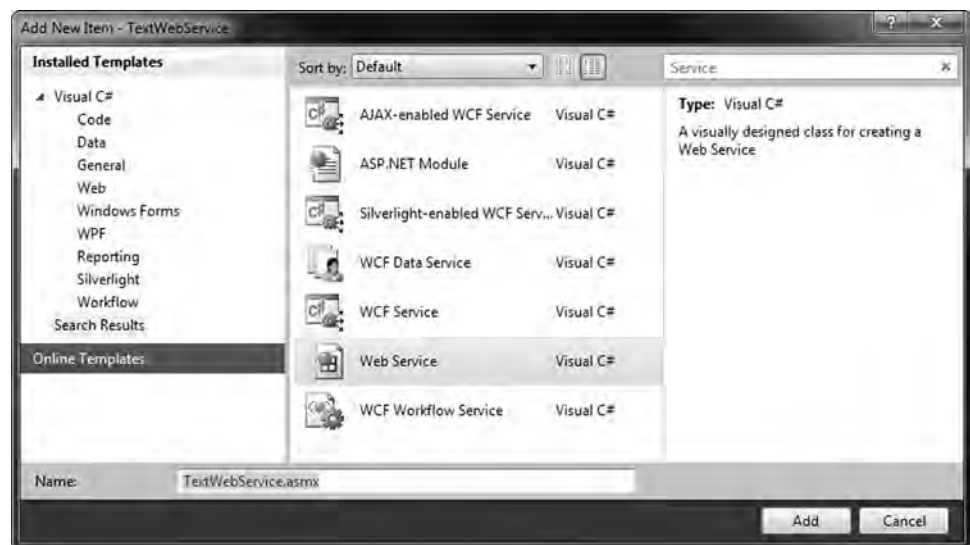 Add New Item - TextWebService
Installed Templates
Visual C#
Code
Data
General
Web
Windows Forms
WPF
Reporting
Silverlight
Workflow
Search Results
Online Templates
Sort by: Default
AJAX-enabled WCF Service Visual C#
ASP.NET Module Visual C#
Silverlight-enabled WCF Serv... Visual C#
WCF Data Service Visual C#
WCF Service Visual C#
Web Service Visual C#
WCF Workflow Service Visual C#
Service
Type: Visual C#
A visually designed class for creating a
Web Service
Name: TextWebService.asmx
Add Cancel